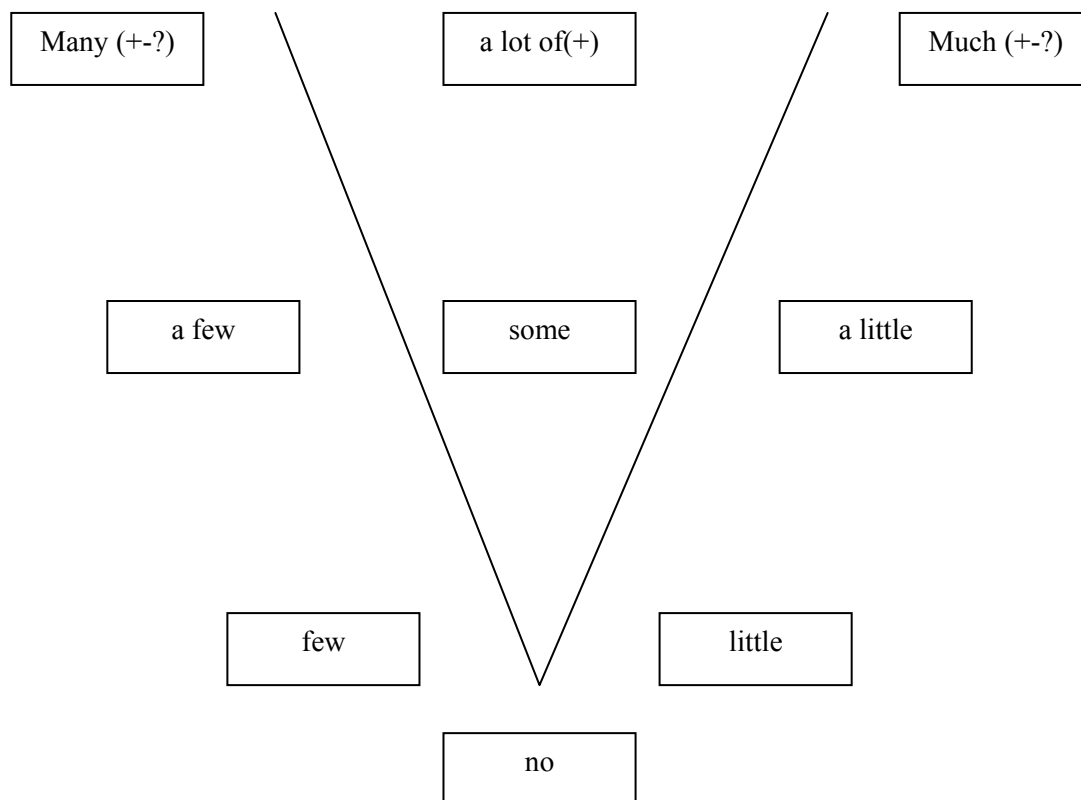 Many (+-?) a lot of(+) Much (+-?)
a few some a little
few little
no